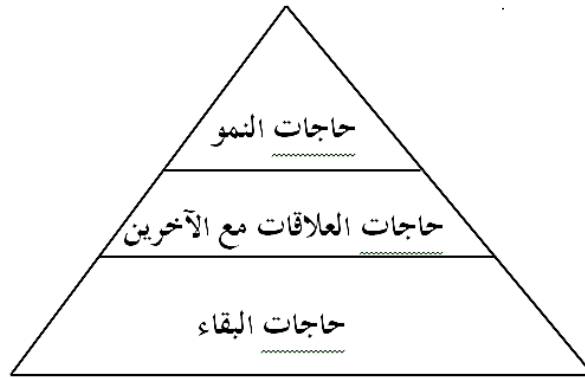 حاجات النمو
حاجات العلاقات مع الآخرين
حاجات البقاء